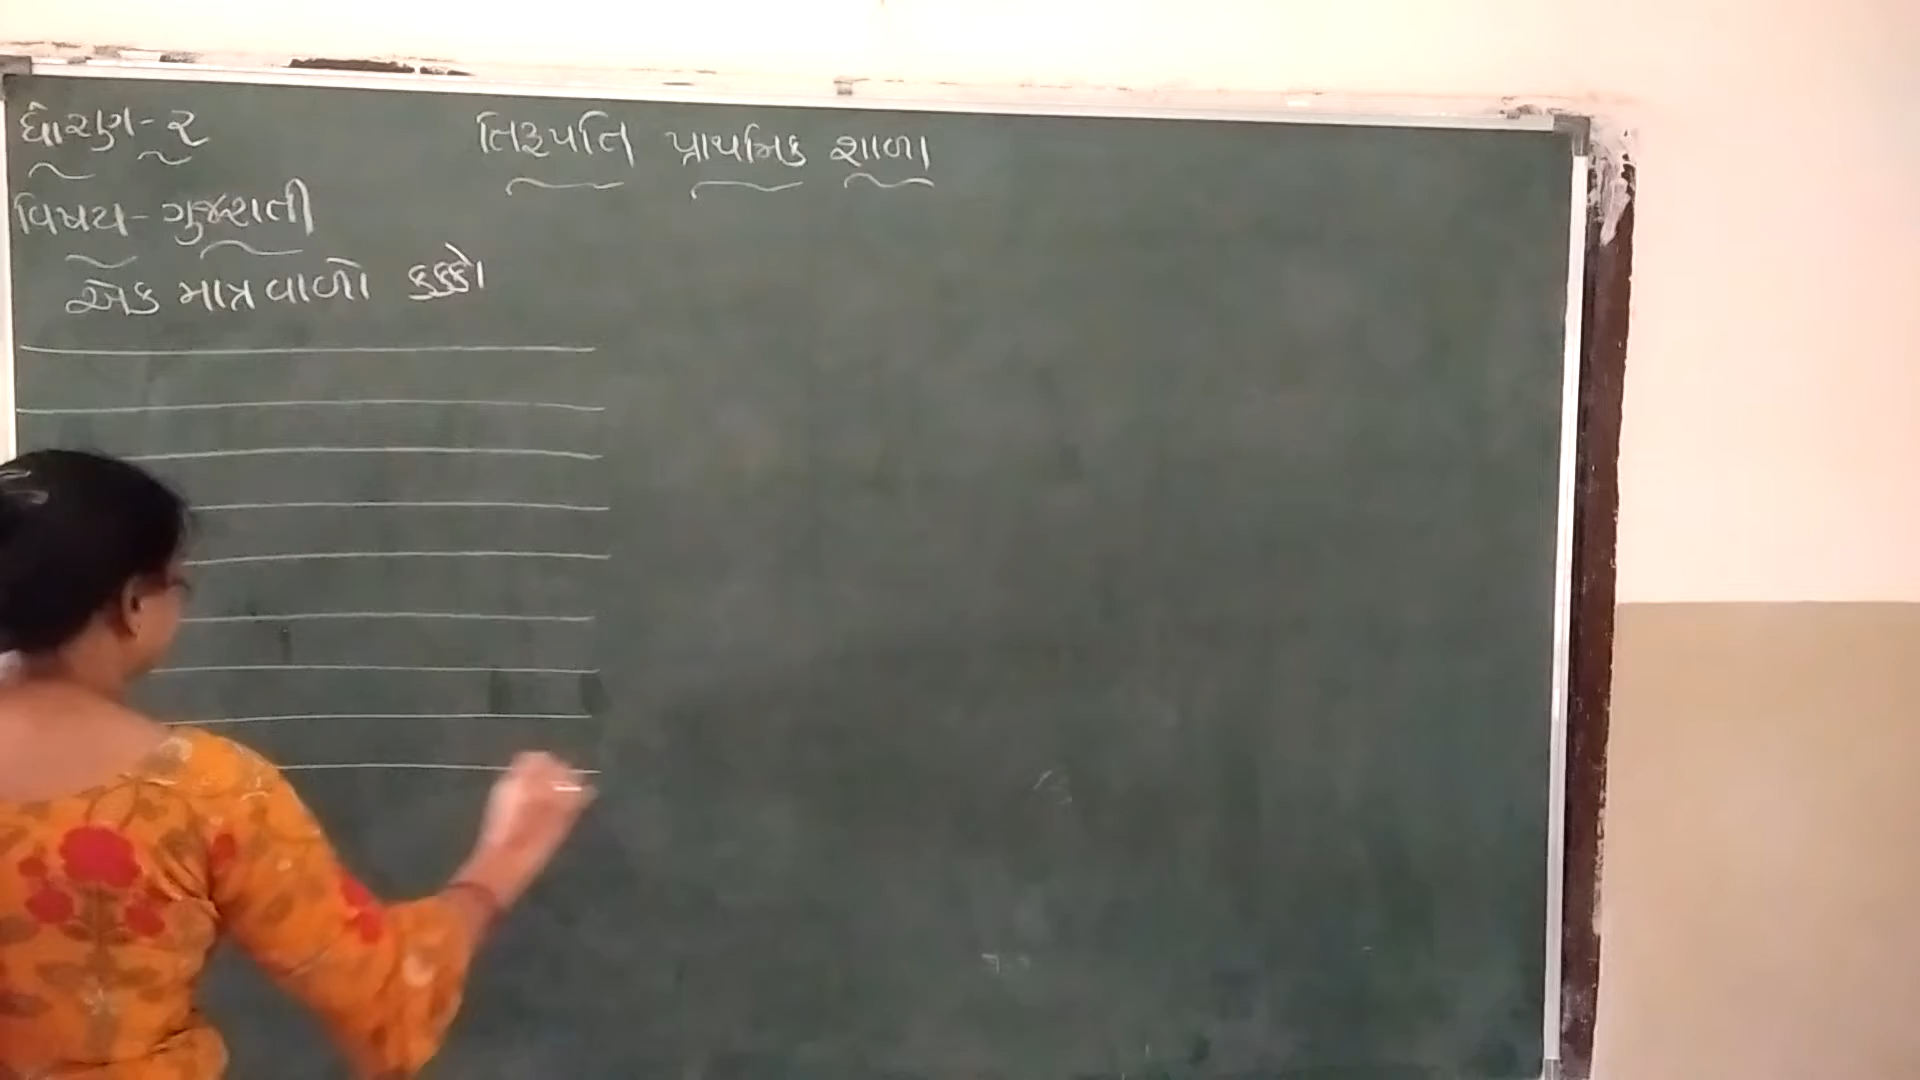 ધોરણ-૨
તિરૂપતિ પ્રાથમિક શાળા
વિષય-ગુજરાતી
એક માત્રવાળો કક્કો